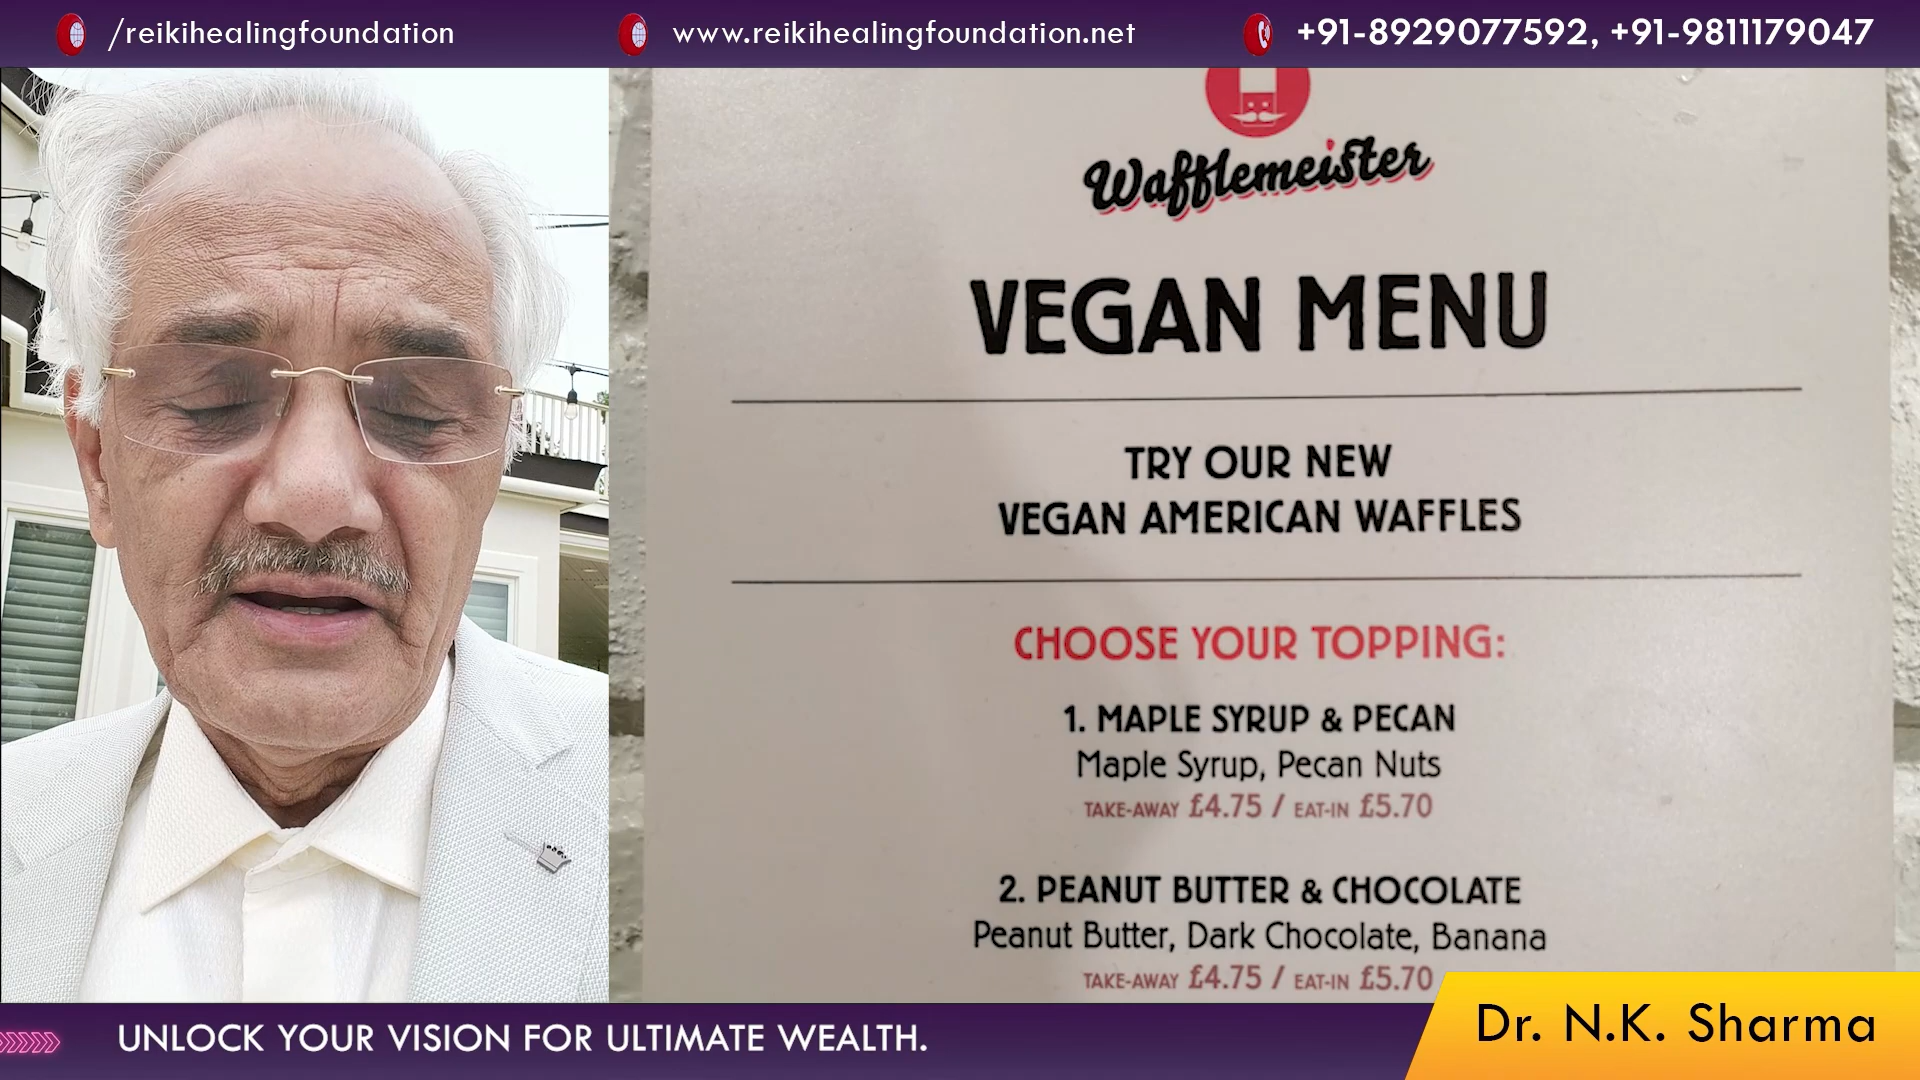 /reikihealingfoundation
www.reikihealingfoundation.net
+91-8929077592, +91-9811179047
Wafflemeister
VEGAN MENU
TRY OUR NEW
VEGAN AMERICAN WAFFLES
CHOOSE YOUR TOPPING:
1. MAPLE SYRUP & PECAN
Maple Syrup, Pecan Nuts
TAKE-AWAY £4.75 / EAT-IN £5.70
2. PEANUT BUTTER & CHOCOLATE
Peanut Butter, Dark Chocolate, Banana
TAKE-AWAY £4.75 / EAT-IN £5.70
Dr. N.K. Sharma
UNLOCK YOUR VISION FOR ULTIMATE WEALTH.